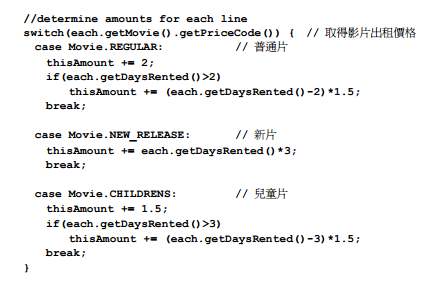 //determine amounts for each line
switch(each.getMovie().getPriceCode()) { // 取得影片出租價格
case Movie.REGULAR: // 普通片
thisAmount += 2;
if(each.getDaysRented()>2)
thisAmount += (each.getDaysRented()-2)*1.5;
break;
case Movie.NEW_RELEASE: // 新片
thisAmount += each.getDaysRented()*3;
break;
case Movie.CHILDRENS: // 兒童片
thisAmount += 1.5;
if(each.getDaysRented()>3)
thisAmount += (each.getDaysRented()-3)*1.5;
break;
}